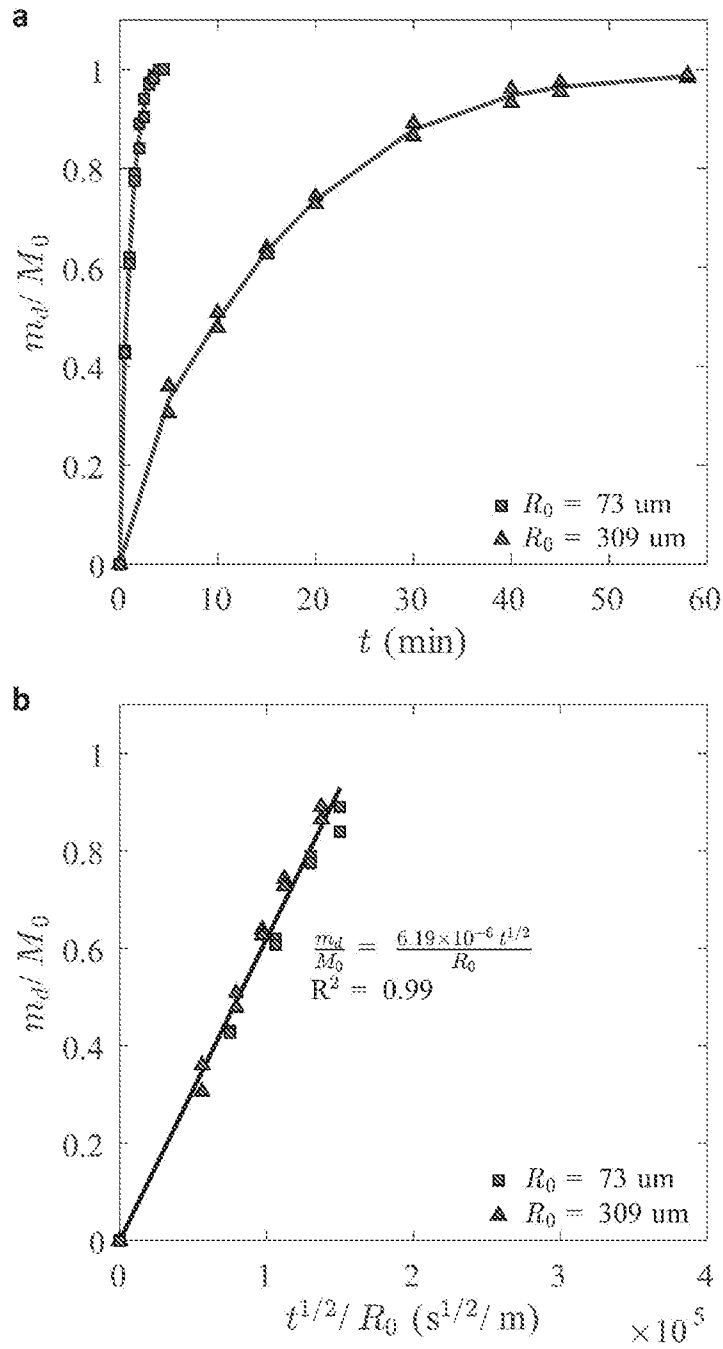 a
1
0.8
0.6
0.4
0.2
0
m_d / M_0
R_0 = 73 um
R_0 = 309 um
0 10 20 30 40 50 60
t (min)
b
1
0.8
0.6
0.4
0.2
0
m_d / M_0
m_d/M_0 = 6.19×10^{-6} t^{1/2}/R_0
R^2 = 0.99
R_0 = 73 um
R_0 = 309 um
0 1 2 3 4
t^{1/2}/ R_0 (s^{1/2}/ m)
×10^5